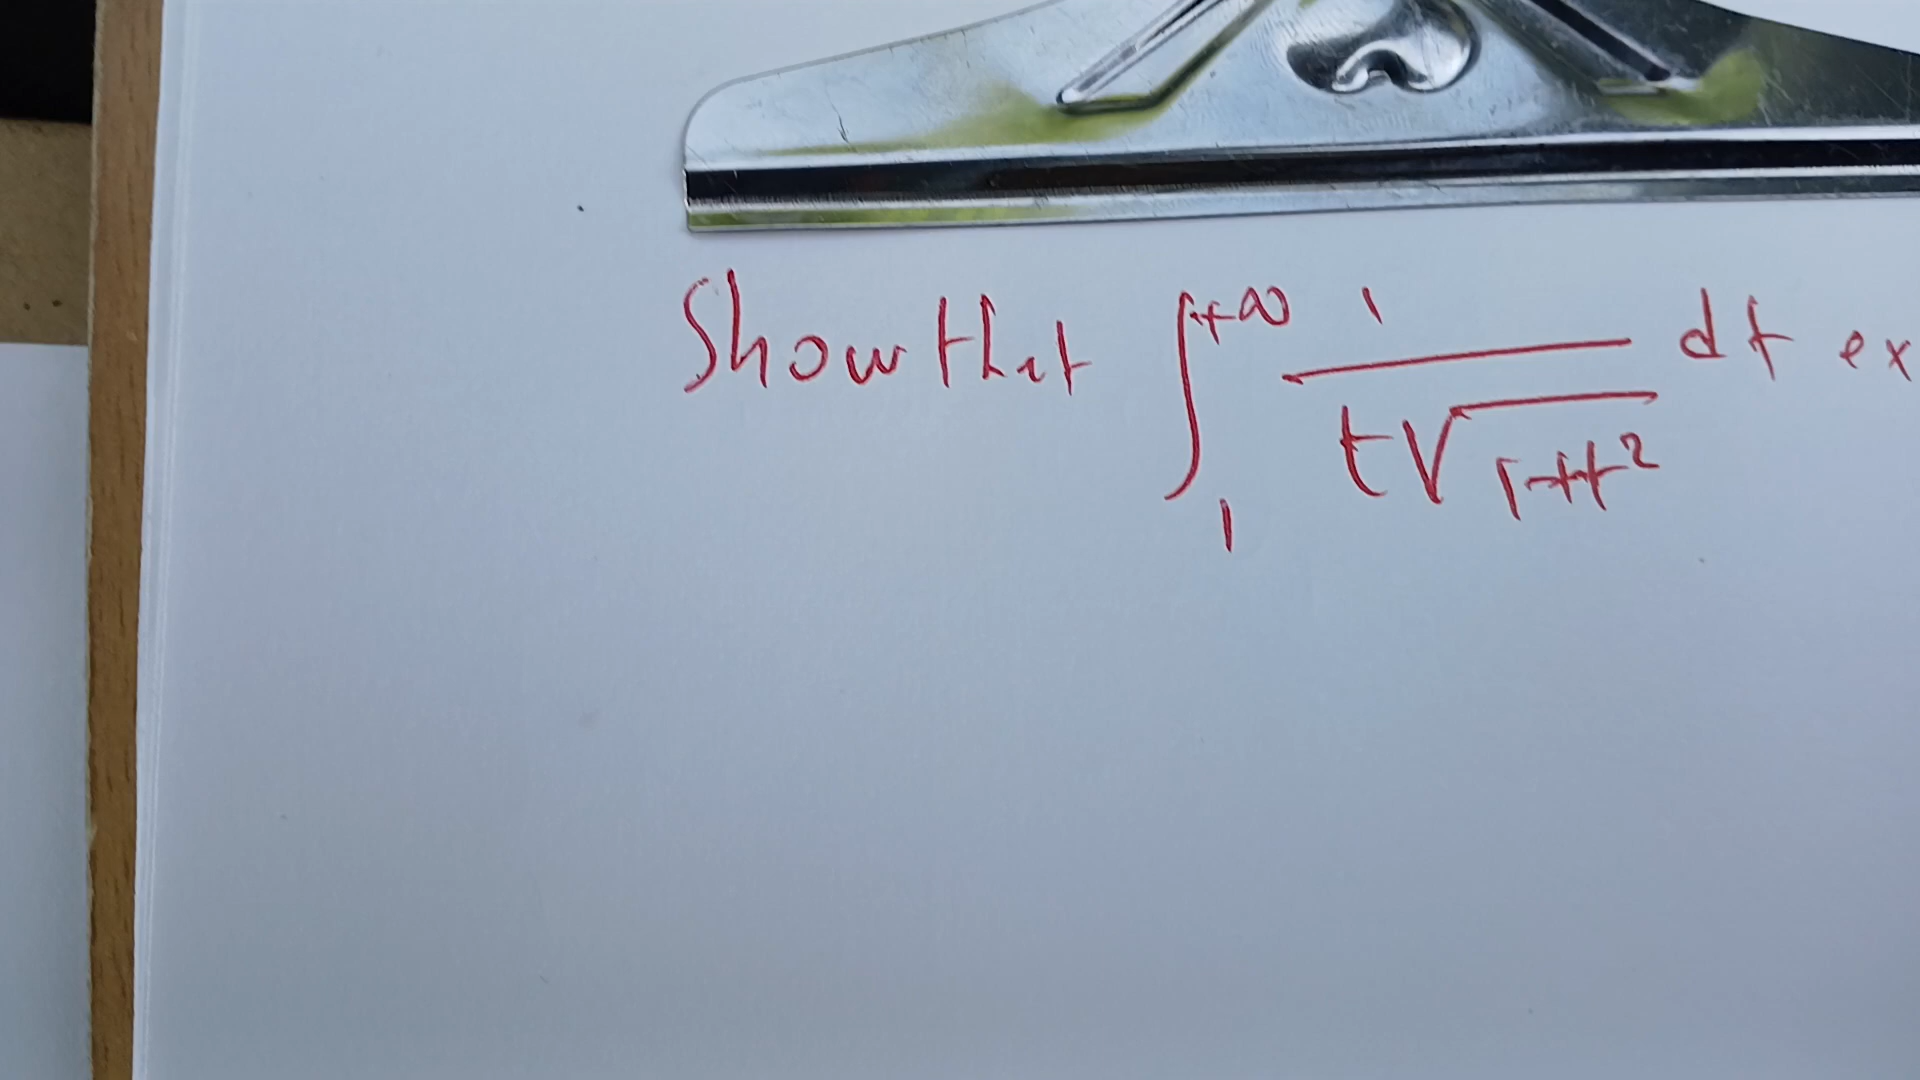 Show that ∫₁^{+∞} 1/(t√(1+t²)) dt ex